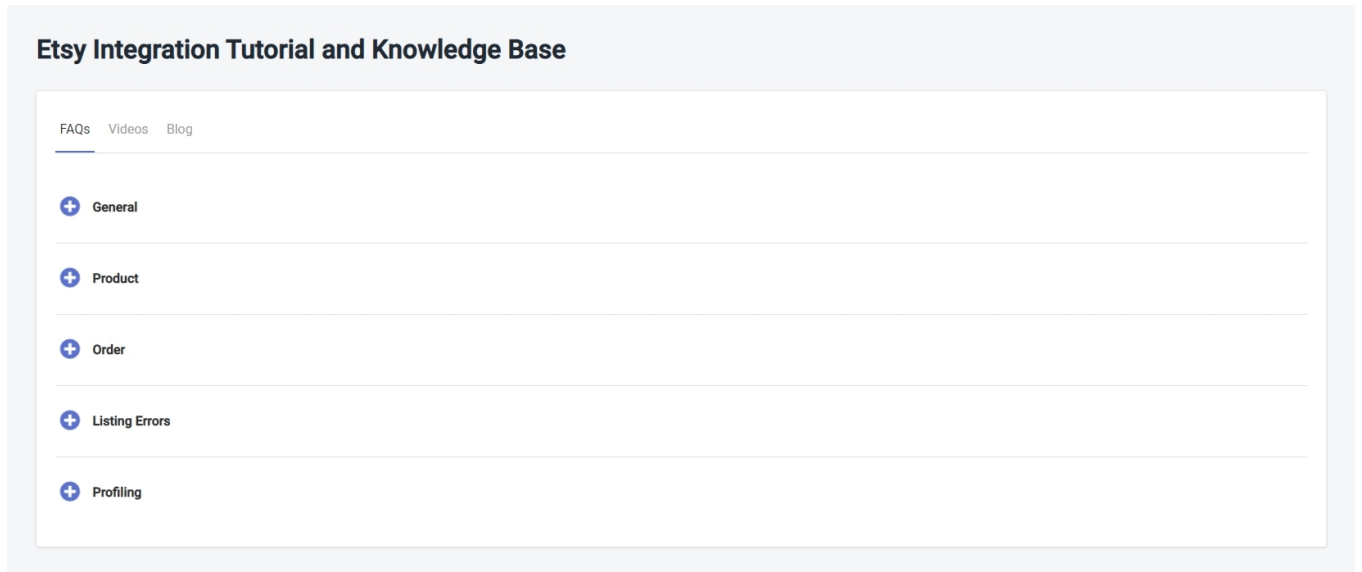 Etsy Integration Tutorial and Knowledge Base
FAQs Videos Blog
General
Product
Order
Listing Errors
Profiling